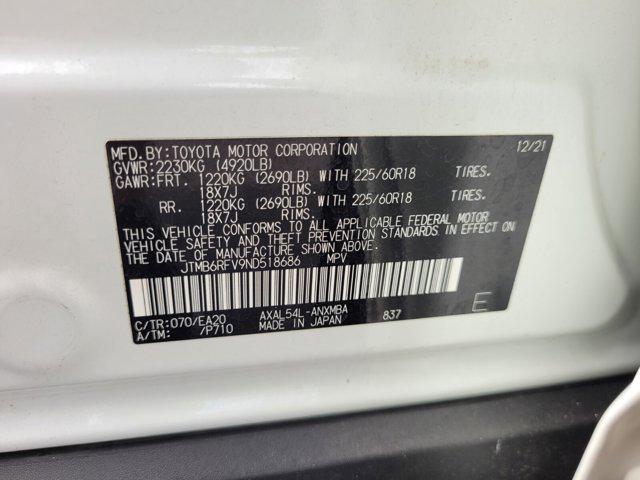 MFD.BY:TOYOTA MOTOR CORPORATION 12/21
GVWR:2230KG (4920LB)
GAWR:FRT. 1220KG (2690LB) WITH 225/60R18 TIRES.
18X7J RIMS.
RR. 1220KG (2690LB) WITH 225/60R18 TIRES.
18X7J RIMS.
THIS VEHICLE CONFORMS TO ALL APPLICABLE FEDERAL MOTOR
VEHICLE SAFETY AND THEFT PREVENTION STANDARDS IN EFFECT ON
THE DATE OF MANUFACTURE SHOWN ABOVE.
JTMB6RFV9ND518686 MPV
C/TR:070/EA20 AXAL54L-ANXMBA 837 E
A/TM: /P710 MADE IN JAPAN